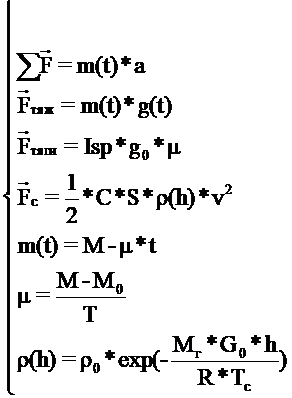 ∑F⃗ = m(t)*a
F⃗тяж = m(t)*g(t)
F⃗тяги = Isp*g₀*μ
F⃗c = 1/2*C*S*ρ(h)*v²
m(t) = M-μ*t
μ = (M-M₀)/T
ρ(h) = ρ₀*exp(-(Mг*G₀*h)/(R*Tc))